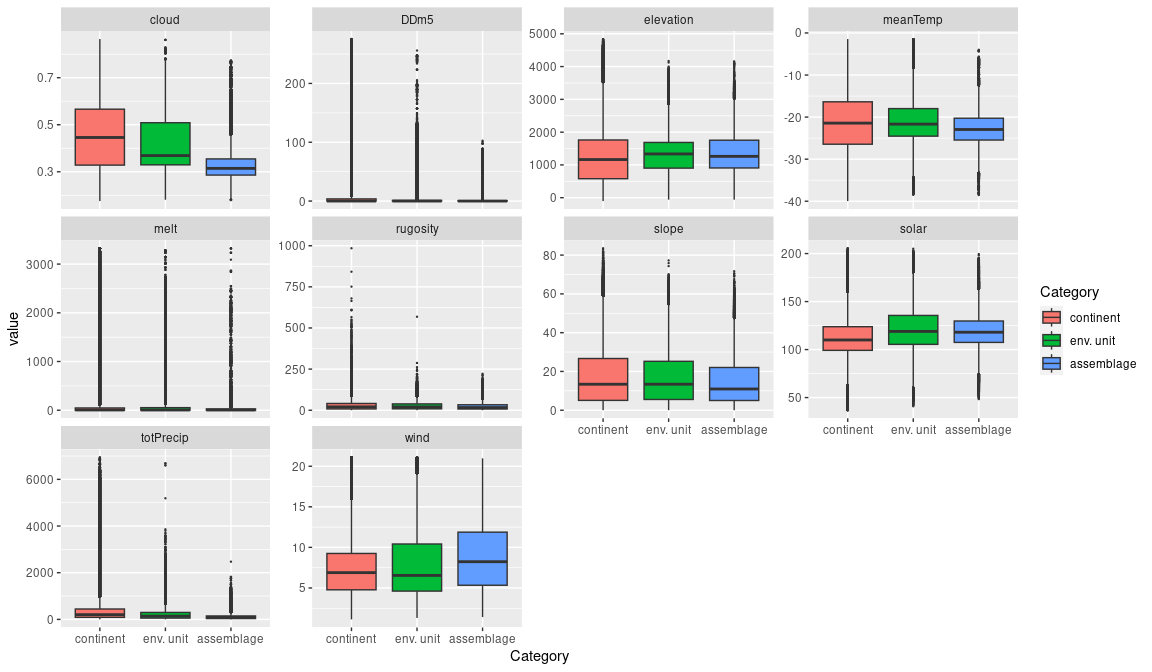 cloud
DDm5
elevation
meanTemp
0.7
0.5
0.3
200
100
0
5000
4000
3000
2000
1000
0
0
-10
-20
-30
-40
melt
rugosity
slope
solar
3000
2000
1000
0
1000
750
500
250
0
80
60
40
20
0
200
150
100
50
continent env. unit assemblage
continent env. unit assemblage
totPrecip
wind
6000
4000
2000
0
20
15
10
5
continent env. unit assemblage
continent env. unit assemblage
value
Category
Category
continent
env. unit
assemblage